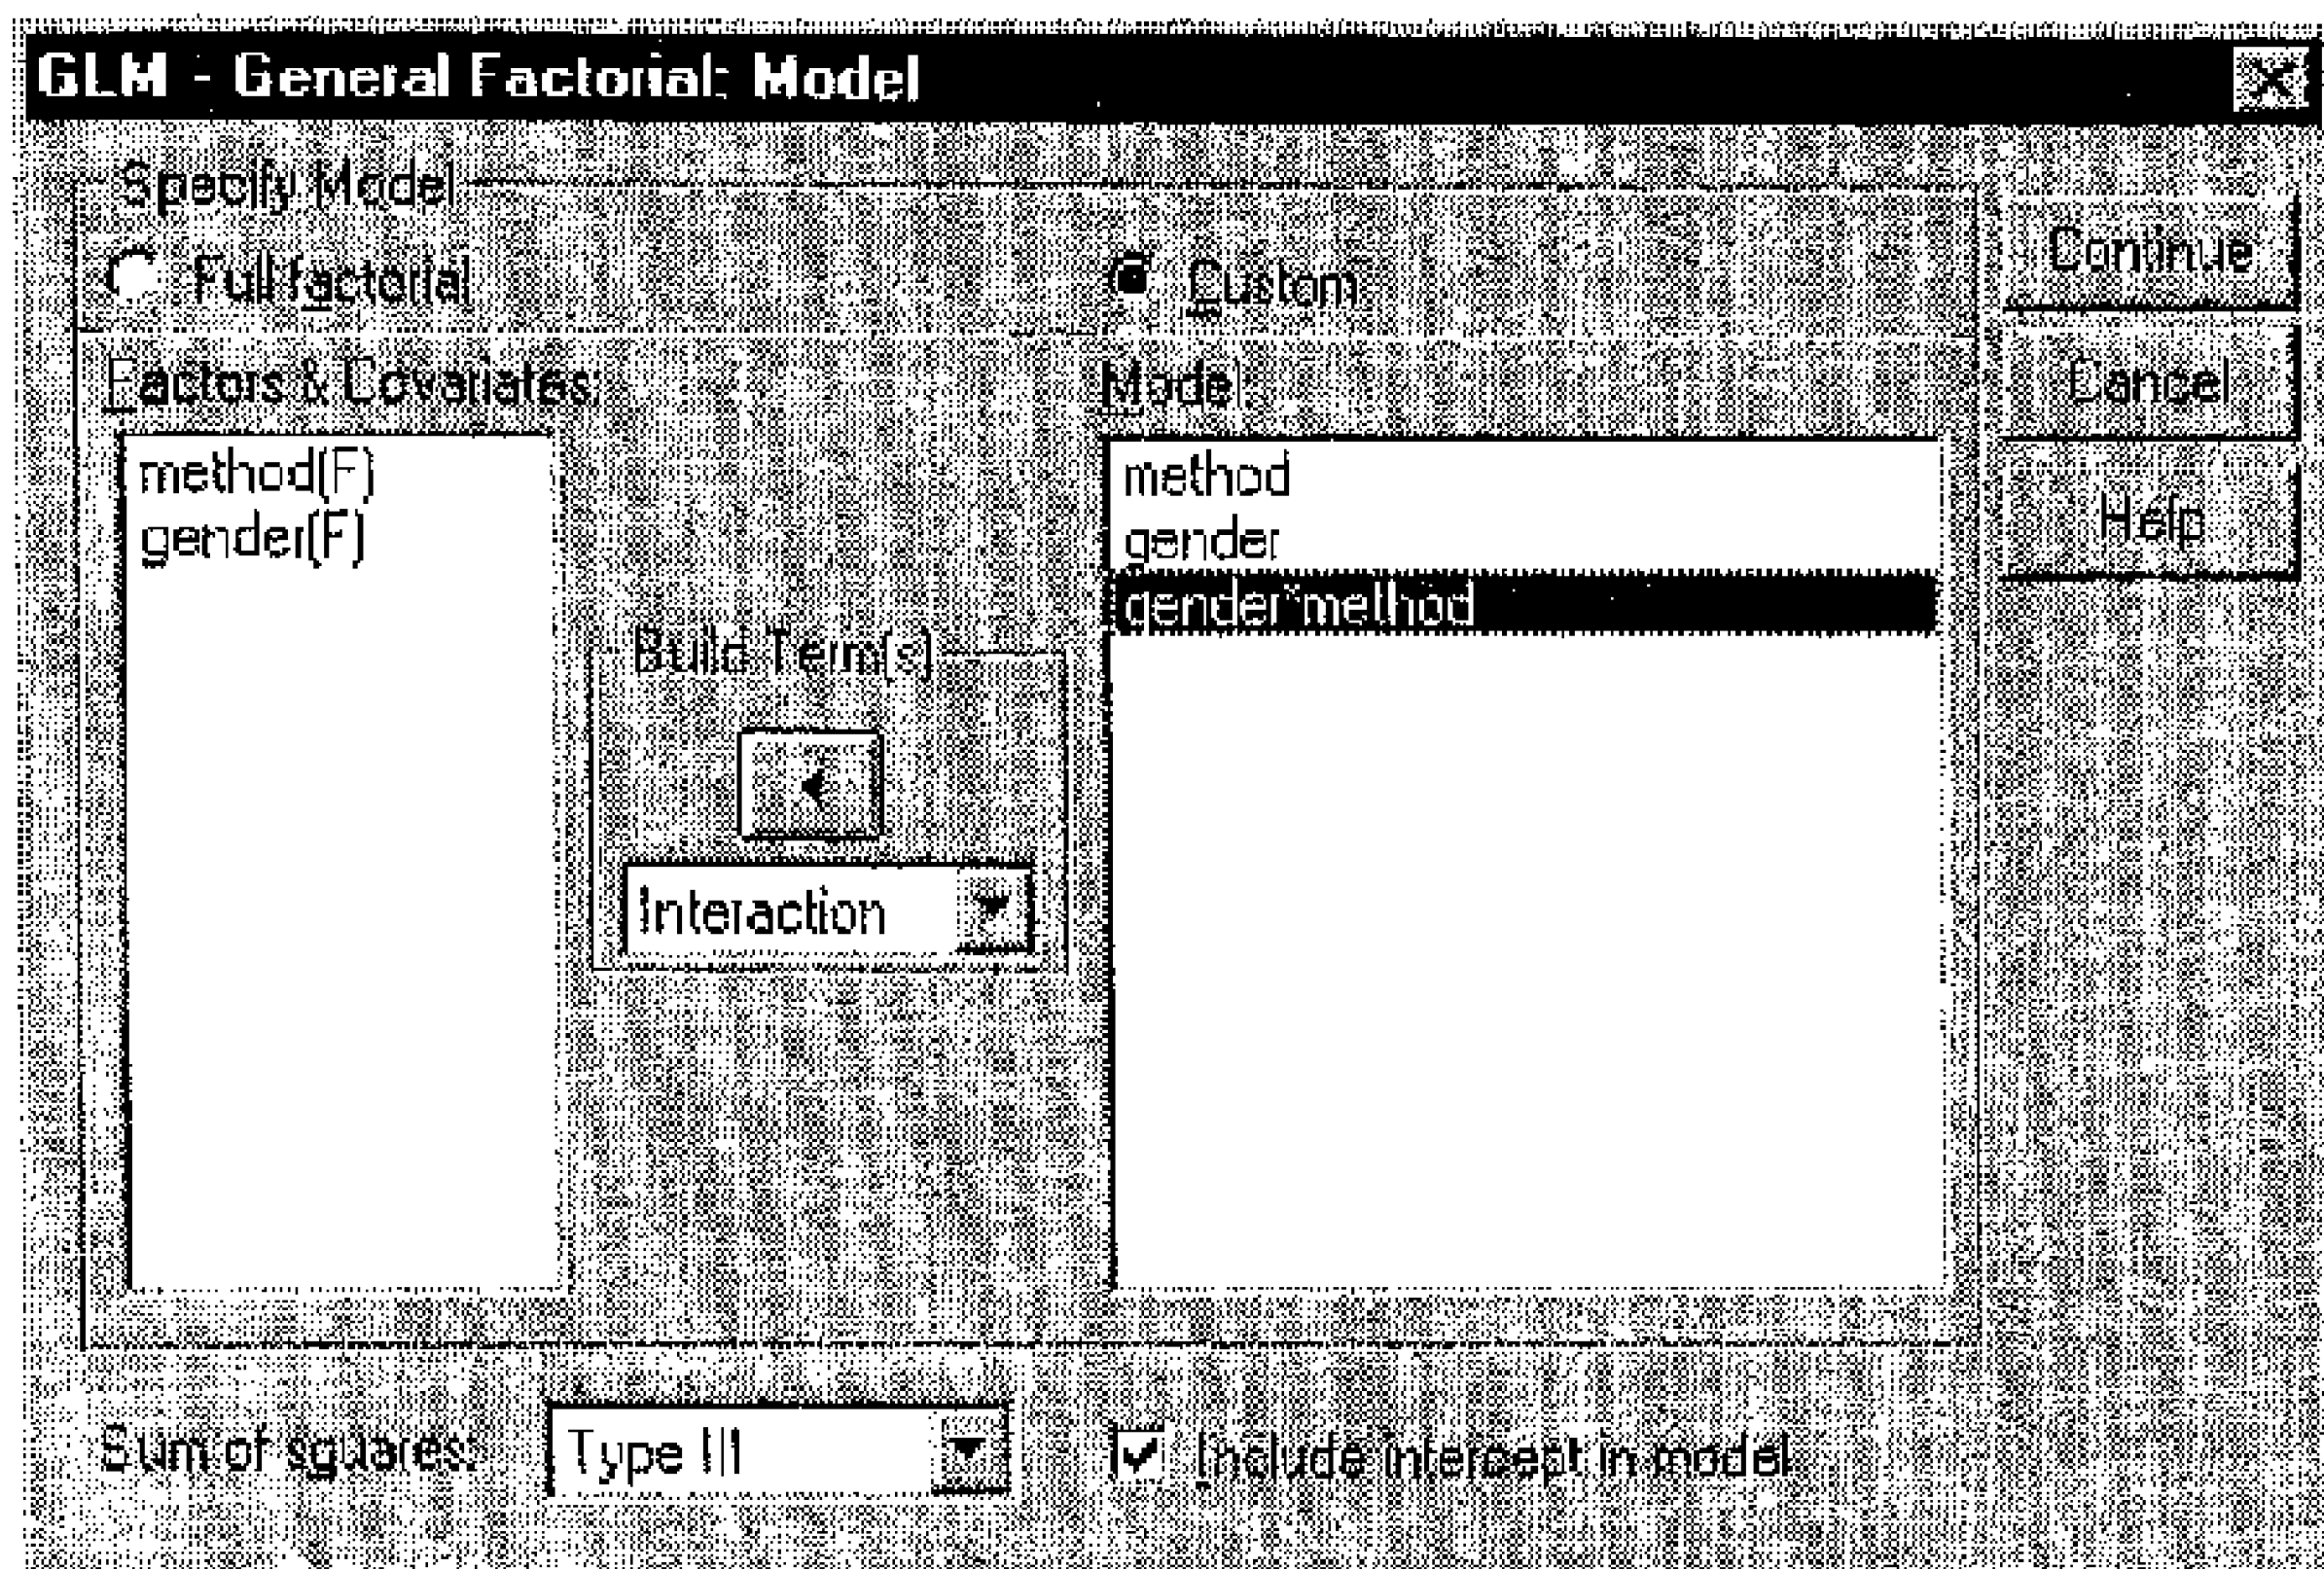 GLM - General Factorial: Model
Specify Model
Full factorial
Custom
Continue
Cancel
Help
Factors & Covariates:
method(F)
gender(F)
Model:
method
gender
gender*method
Build Term(s)
Interaction
Sum of squares:
Type III
Include intercept in model